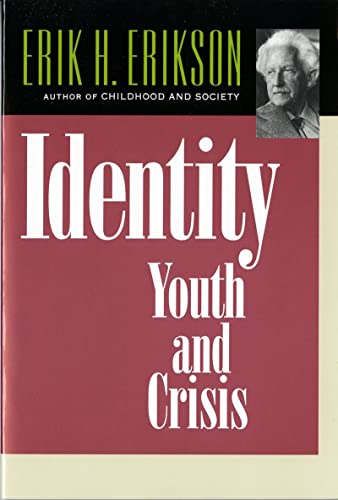 ERIK H. ERIKSON
AUTHOR OF CHILDHOOD AND SOCIETY
Identity
Youth
and
Crisis